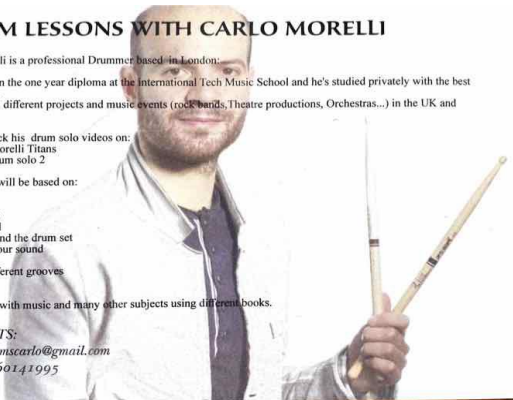 M LESSONS WITH CARLO MORELLI
li is a professional Drummer based in London:
n the one year diploma at the International Tech Music School and he's studied privately with the best
different projects and music events (rock bands,Theatre productions, Orchestras...) in the UK and
ck his drum solo videos on:
orelli Titans
um solo 2
will be based on:
nd the drum set
our sound
erent grooves
with music and many other subjects using different books.
TS:
mscarlo@gmail.com
60141995